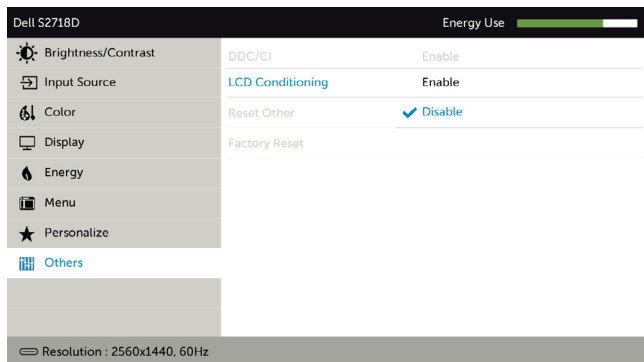 Dell S2718D Energy Use
Brightness/Contrast
DDC/CI Enable
Input Source
LCD Conditioning Enable
Color
Reset Other Disable
Display
Factory Reset
Energy
Menu
Personalize
Others
Resolution : 2560x1440, 60Hz